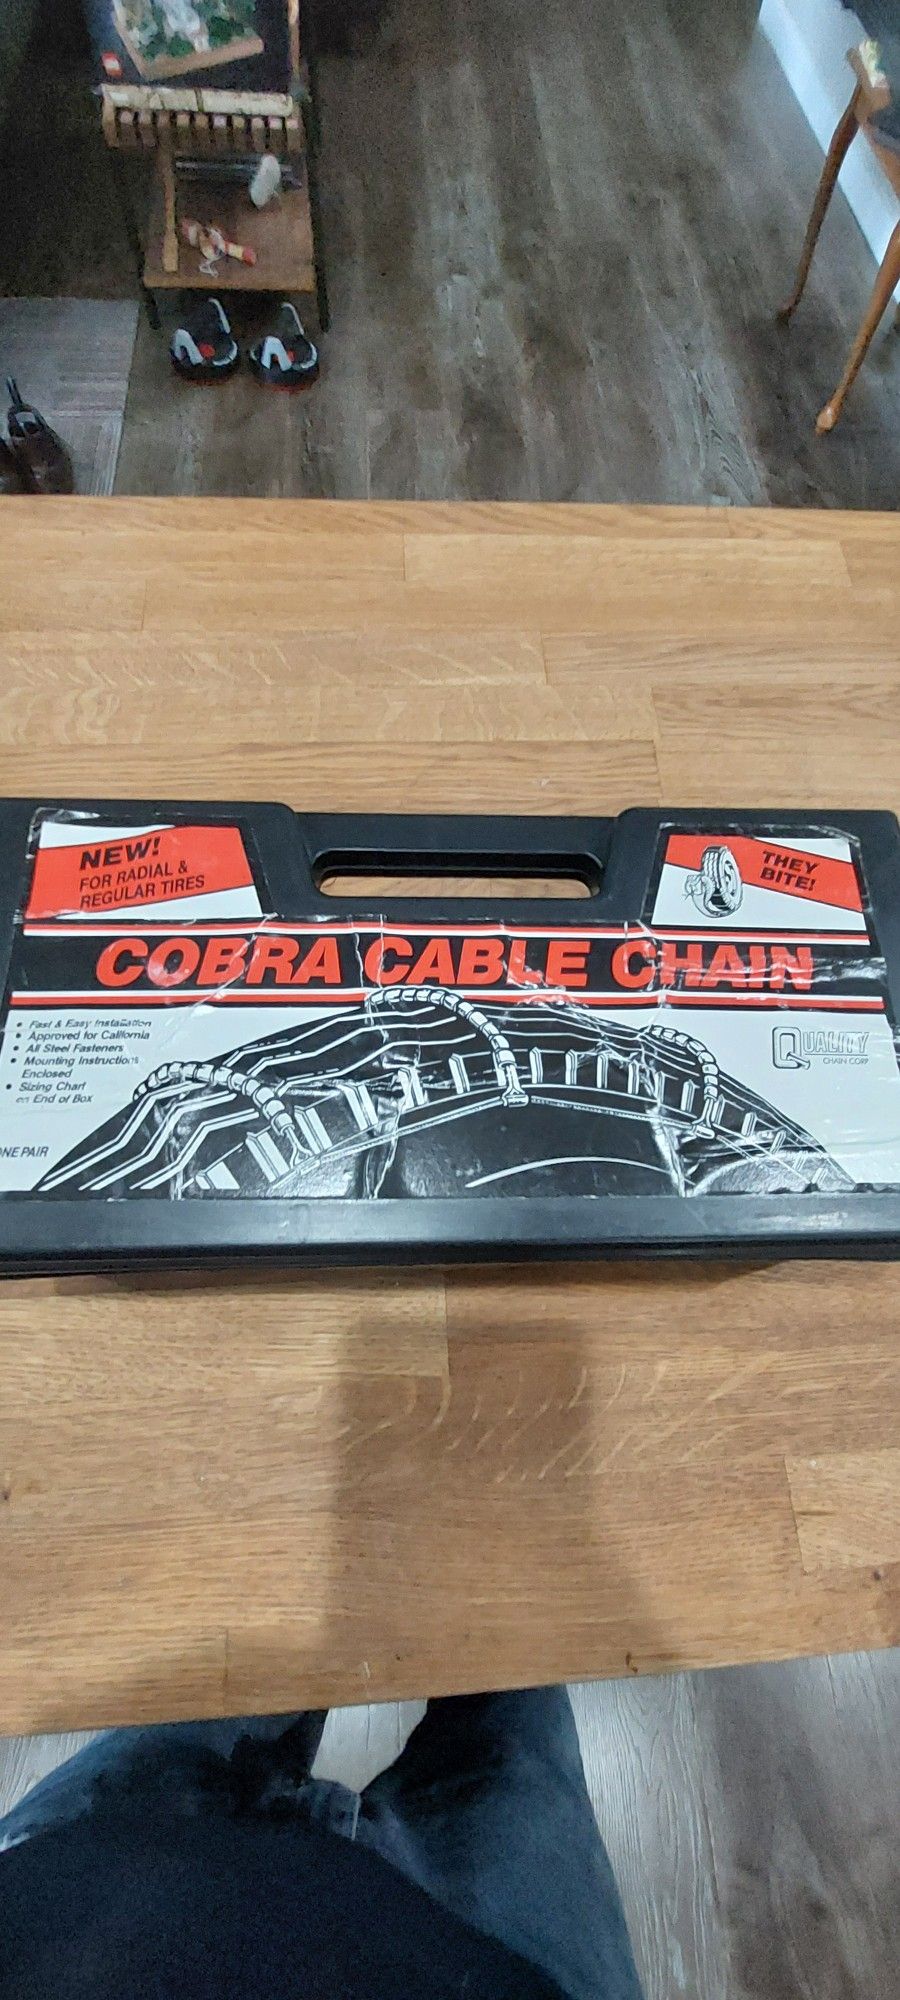 NEW!
FOR RADIAL &
REGULAR TIRES
THEY
BITE!
COBRA CABLE CHAIN
• Fast & Easy Installation
• Approved for California
• All Steel Fasteners
• Mounting Instructions
Enclosed
• Sizing Chart
on End of Box
ONE PAIR
QUALITY
CHAIN CORP